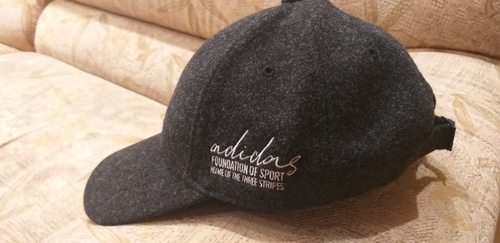 adidas
FOUNDATION OF SPORT
HOME OF THE THREE STRIPES